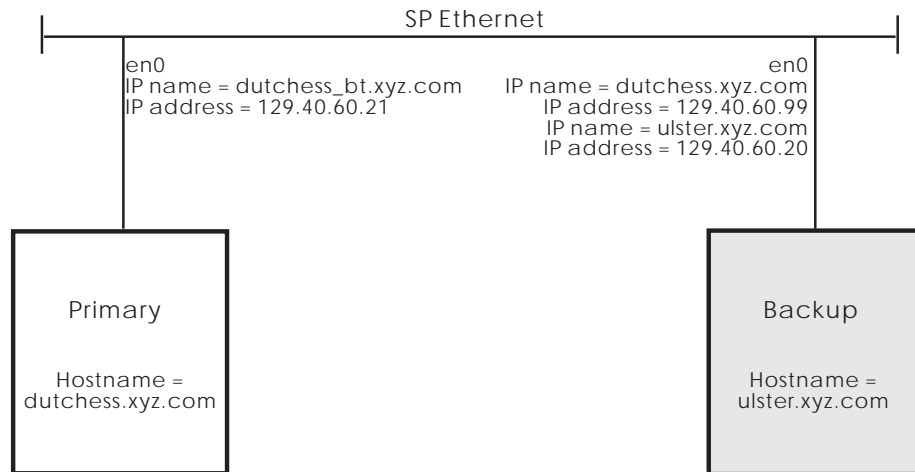 SP Ethernet
en0
IP name = dutchess_bt.xyz.com
IP address = 129.40.60.21
en0
IP name = dutchess.xyz.com
IP address = 129.40.60.99
IP name = ulster.xyz.com
IP address = 129.40.60.20
Primary
Hostname =
dutchess.xyz.com
Backup
Hostname =
ulster.xyz.com